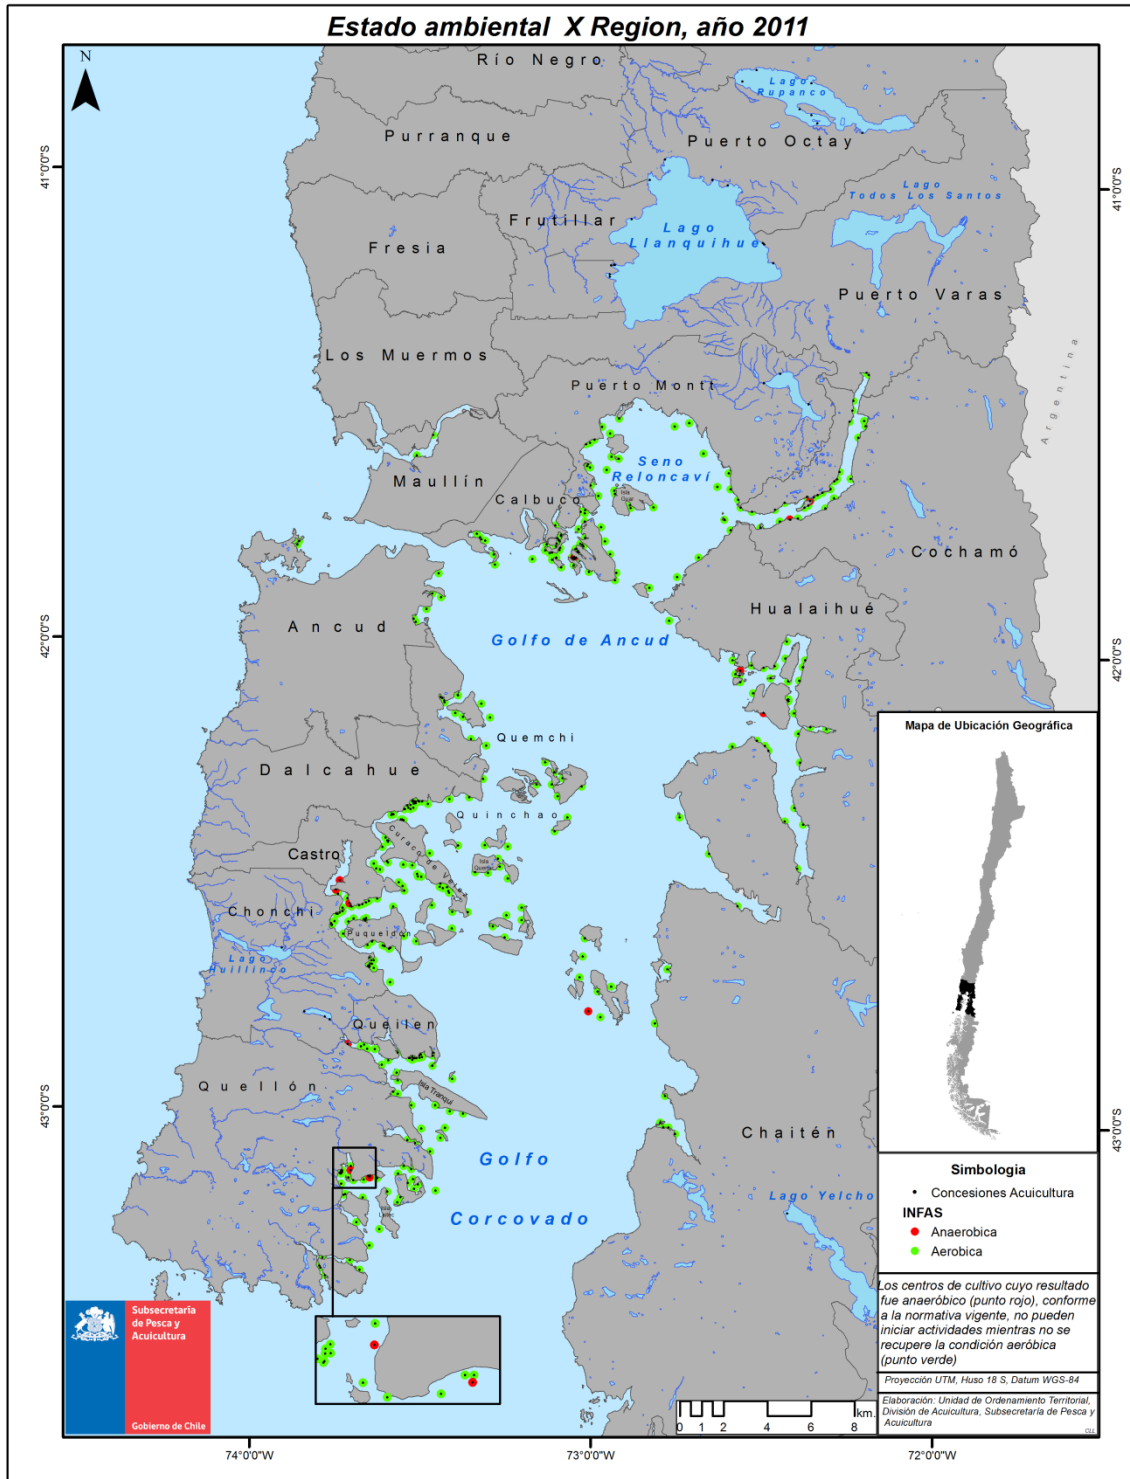 Estado ambiental X Region, año 2011
N
Río Negro
Lago
Rupanco
Purranque
Puerto Octay
41°0'0"S
41°0'0"S
Lago
Todos Los Santos
Frutillar
Lago
Llanquihue
Fresia
Puerto Varas
Los Muermos
Puerto Montt
Argentina
Seno
Reloncaví
Maullín
Calbuco
Isla
Cochamó
Hualaihué
Ancud
Golfo de Ancud
42°0'0"S
42°0'0"S
Mapa de Ubicación Geográfica
Quemchi
Dalcahue
Quinchao
Curaco de Velez
Castro
Isla
Chonchi
Puqueldón
Lago
Huillinco
Queilen
Quellón
Isla Tranqui
43°0'0"S
43°0'0"S
Chaitén
Golfo
Corcovado
Lago Yelcho
Simbologia
Concesiones Acuicultura
INFAS
Anaerobica
Aerobica
Los centros de cultivo cuyo resultado
fue anaeróbico (punto rojo), conforme
a la normativa vigente, no pueden
iniciar actividades mientras no se
recupere la condición aeróbica
(punto verde)
Proyección UTM, Huso 18 S, Datum WGS-84
Elaboración: Unidad de Ordenamiento Territorial,
División de Acuicultura, Subsecretaría de Pesca y
Acuicultura
CLL
Subsecretaría
de Pesca y
Acuicultura
Gobierno de Chile
0 1 2 4 6 8
km.
74°0'0"W
73°0'0"W
72°0'0"W